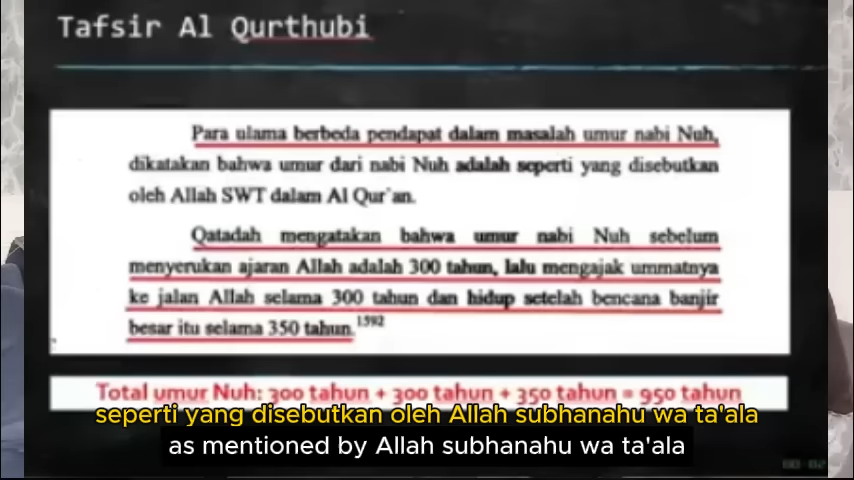 Tafsir Al Qurthubi
Para ulama berbeda pendapat dalam masalah umur nabi Nuh,
dikatakan bahwa umur dari nabi Nuh adalah seperti yang disebutkan
oleh Allah SWT dalam Al Qur`an.
Qatadah mengatakan bahwa umur nabi Nuh sebelum
menyerukan ajaran Allah adalah 300 tahun, lalu mengajak ummatnya
ke jalan Allah selama 300 tahun dan hidup setelah bencana banjir
besar itu selama 350 tahun.1592
Total umur Nuh: 300 tahun + 300 tahun + 350 tahun = 950 tahun
seperti yang disebutkan oleh Allah subhanahu wa ta'ala
as mentioned by Allah subhanahu wa ta'ala